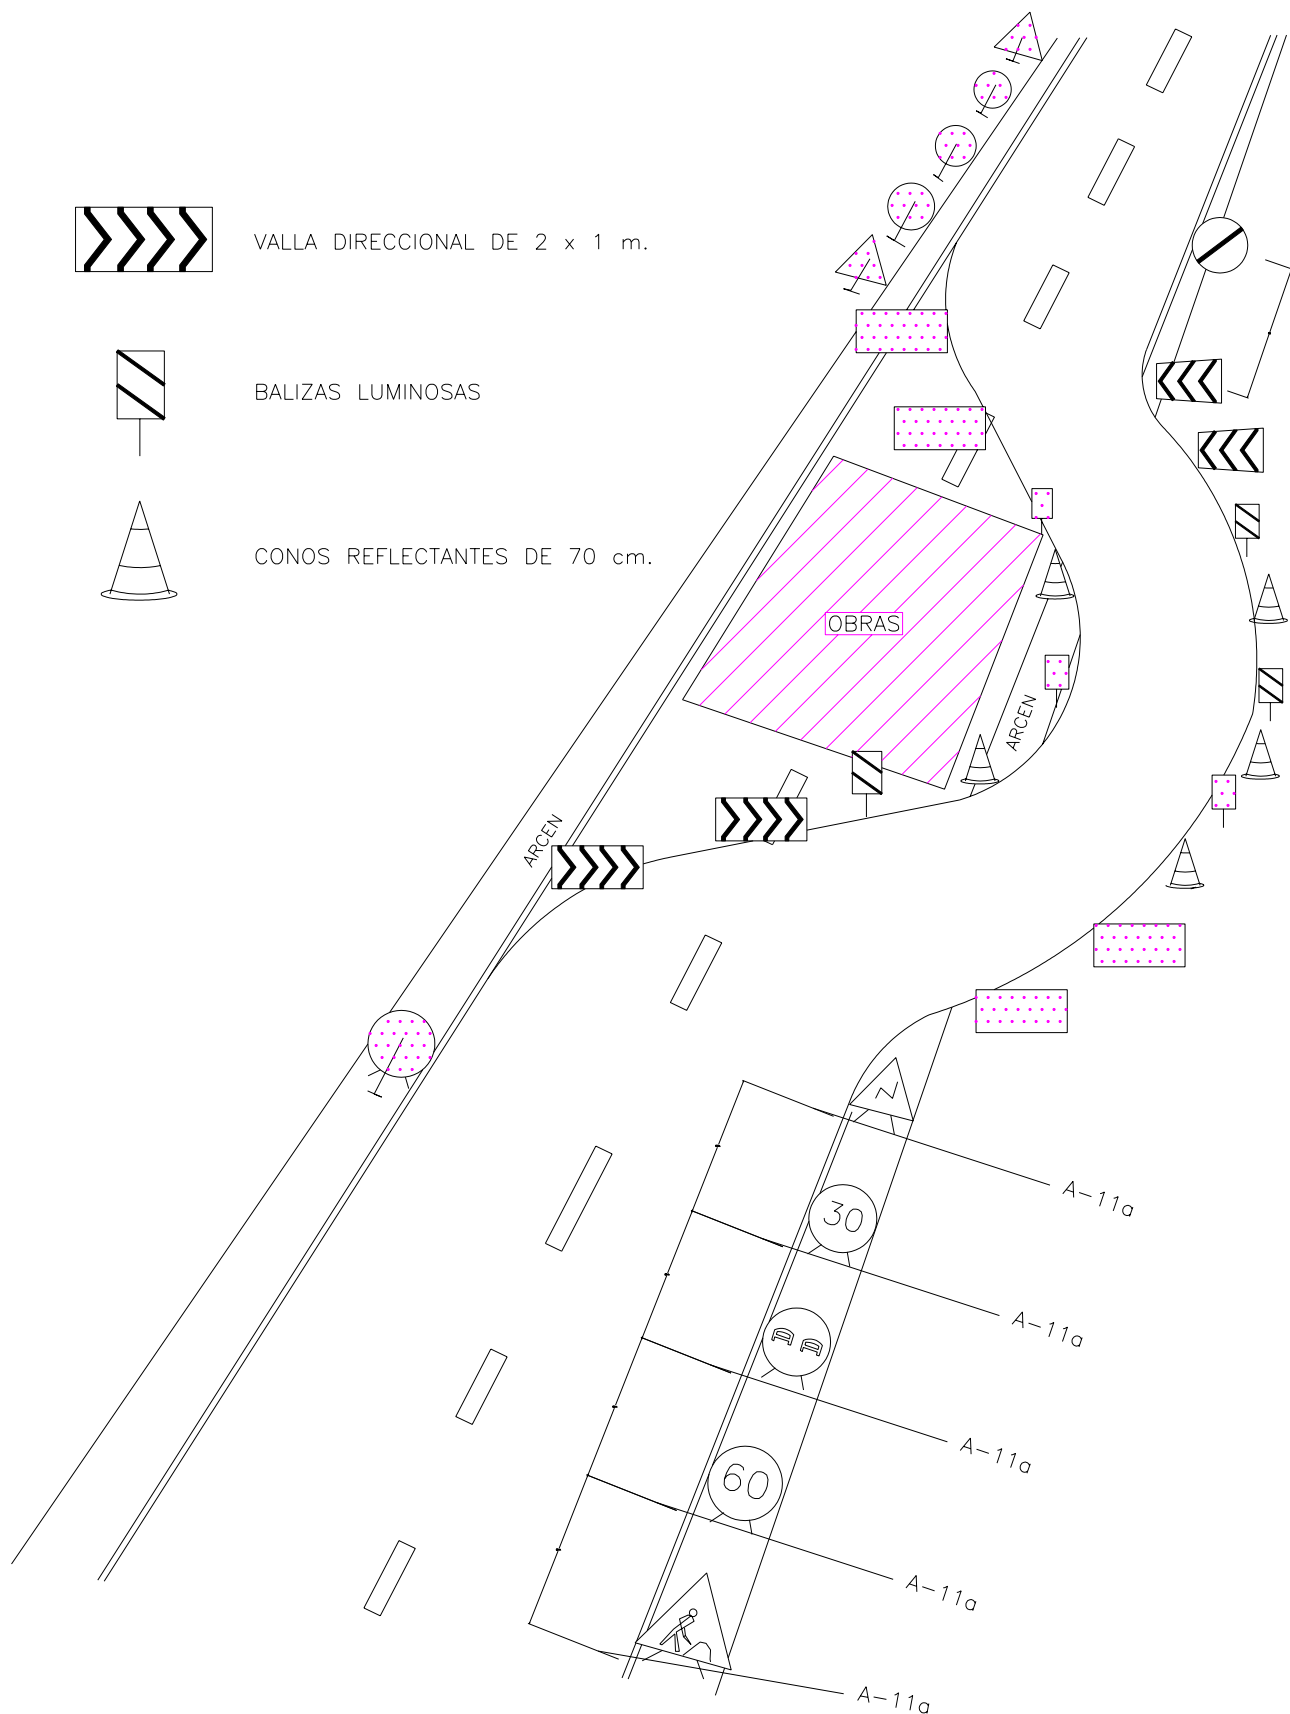 VALLA DIRECCIONAL DE 2 x 1 m.
BALIZAS LUMINOSAS
CONOS REFLECTANTES DE 70 cm.
OBRAS
ARCEN
ARCEN
A-11a
30
A-11a
A-11a
60
A-11a
A-11a